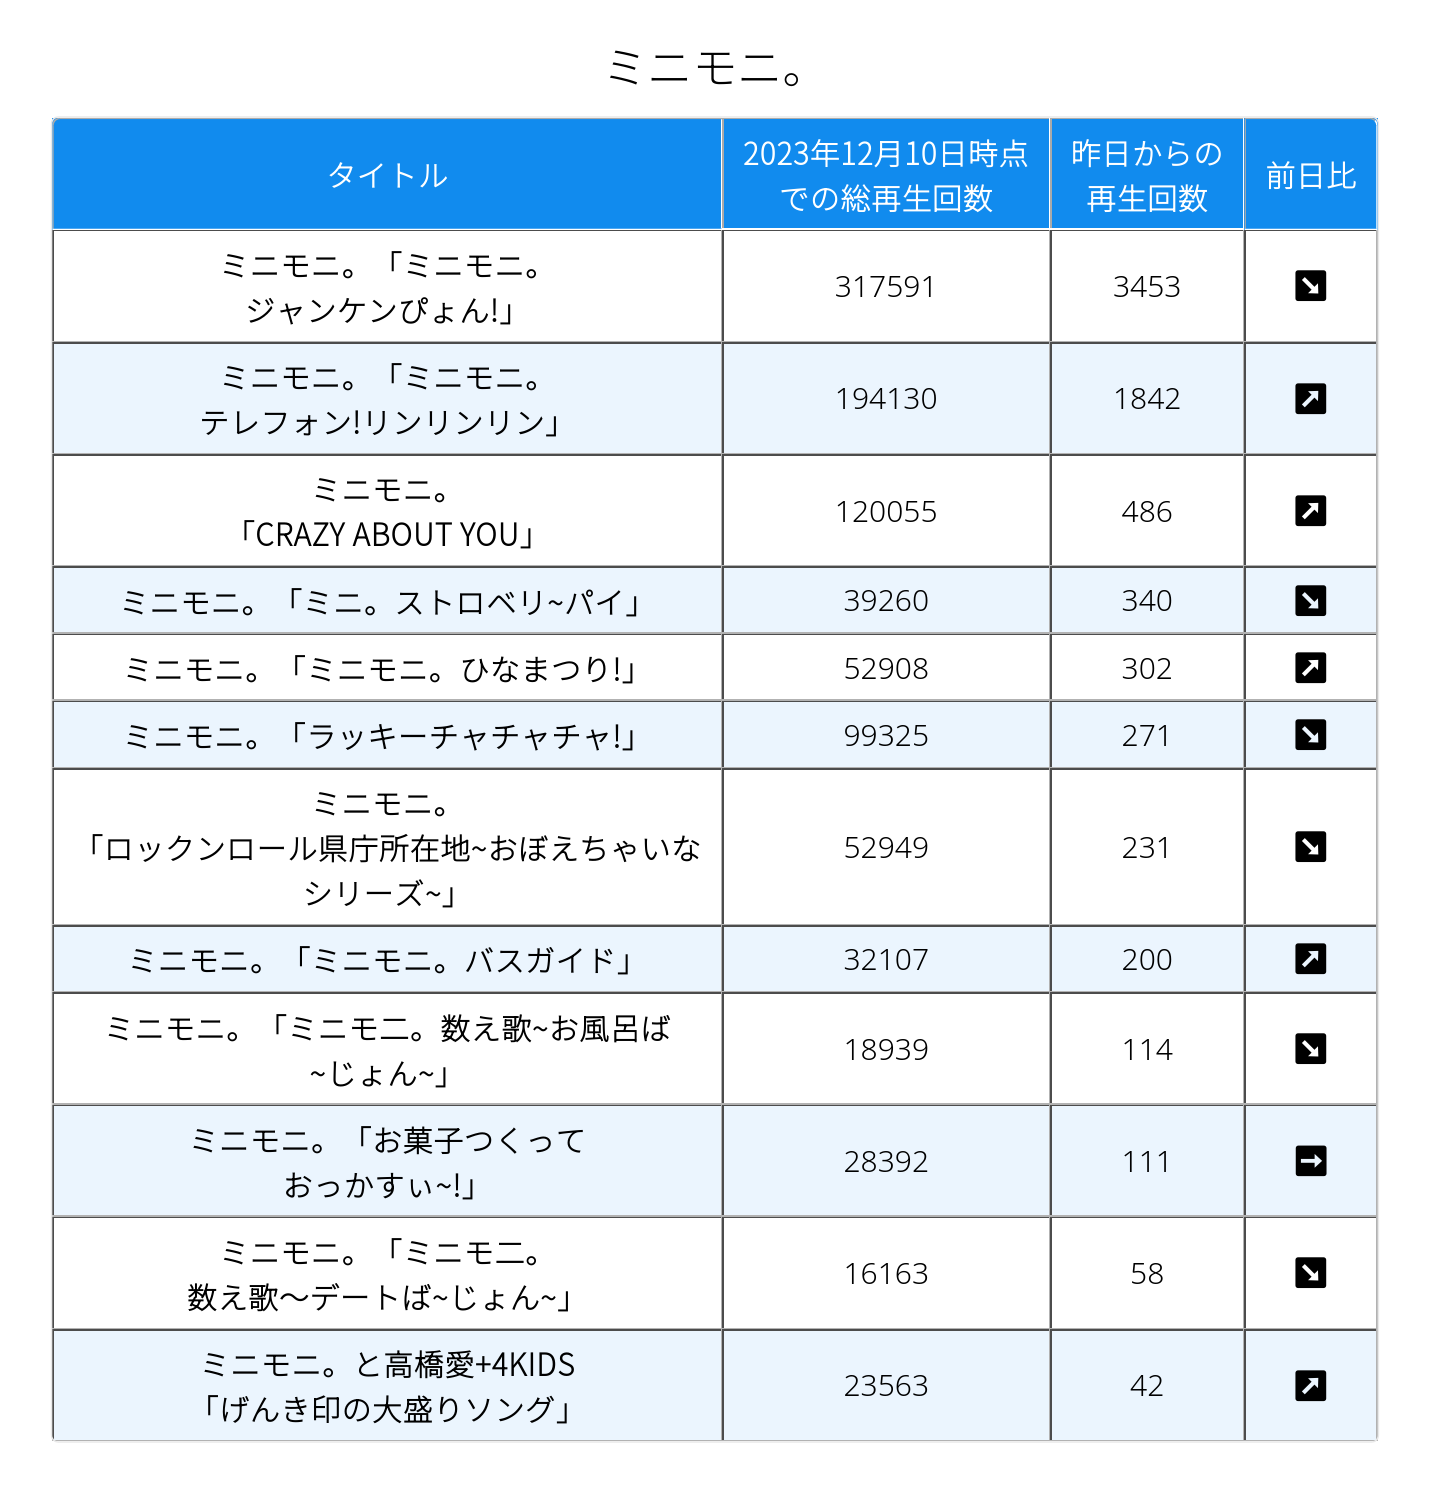 ミニモニ。
タイトル
2023年12月10日時点
での総再生回数
昨日からの
再生回数
前日比
ミニモニ。「ミニモニ。
ジャンケンぴょん!」
317591
3453
ミニモニ。「ミニモニ。
テレフォン!リンリンリン」
194130
1842
ミニモニ。
「CRAZY ABOUT YOU」
120055
486
ミニモニ。「ミニ。ストロベリ~パイ」
39260
340
ミニモニ。「ミニモニ。ひなまつり!」
52908
302
ミニモニ。「ラッキーチャチャチャ!」
99325
271
ミニモニ。
「ロックンロール県庁所在地~おぼえちゃいな
シリーズ~」
52949
231
ミニモニ。「ミニモニ。バスガイド」
32107
200
ミニモニ。「ミニモ二。数え歌~お風呂ば
~じょん~」
18939
114
ミニモニ。「お菓子つくって
おっかすぃ~!」
28392
111
ミニモニ。「ミニモ二。
数え歌～デートば~じょん~」
16163
58
ミニモニ。と高橋愛+4KIDS
「げんき印の大盛りソング」
23563
42